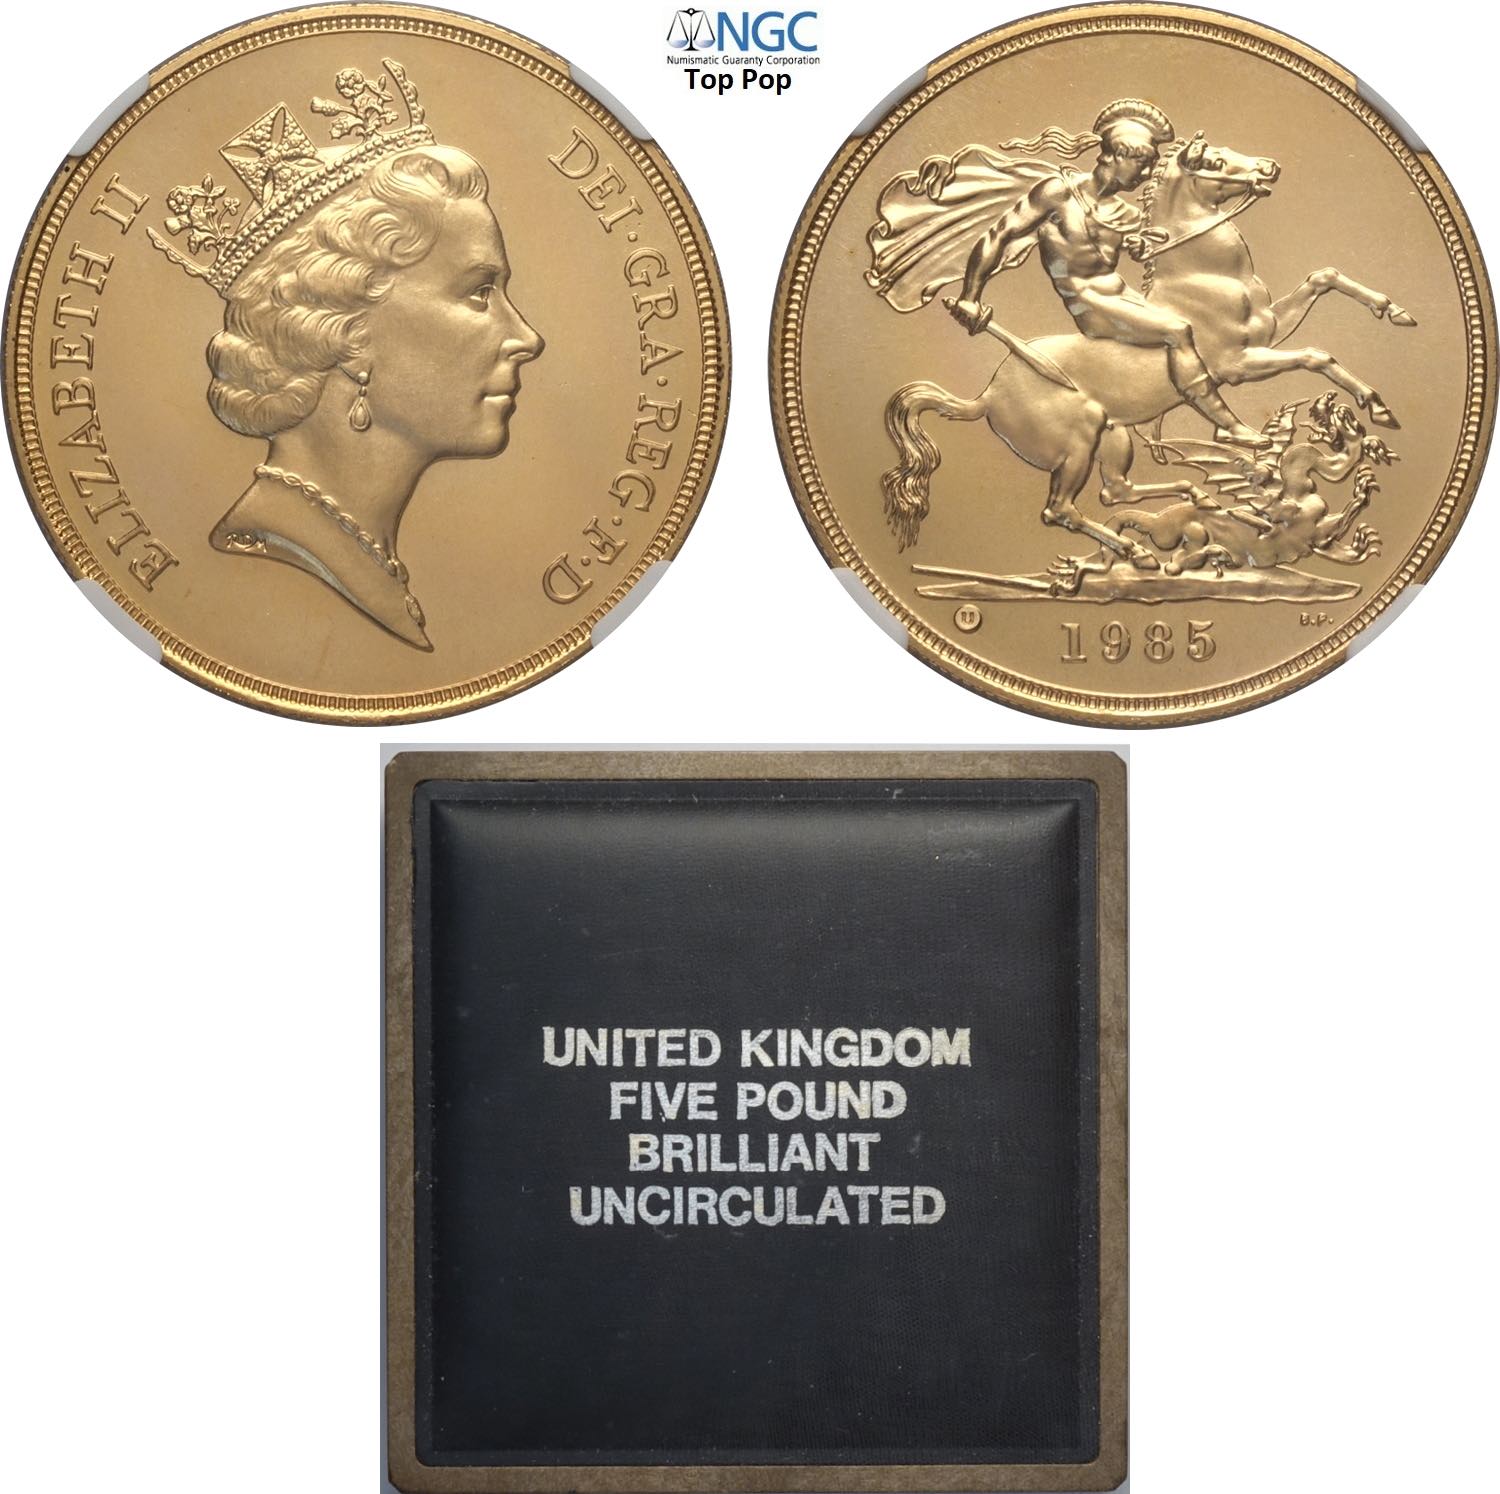 NGC
Numismatic Guaranty Corporation
Top Pop
ELIZABETH II
DEI·GRA·REG·F·D
RDM
U
1985
B.P.
UNITED KINGDOM
FIVE POUND
BRILLIANT
UNCIRCULATED